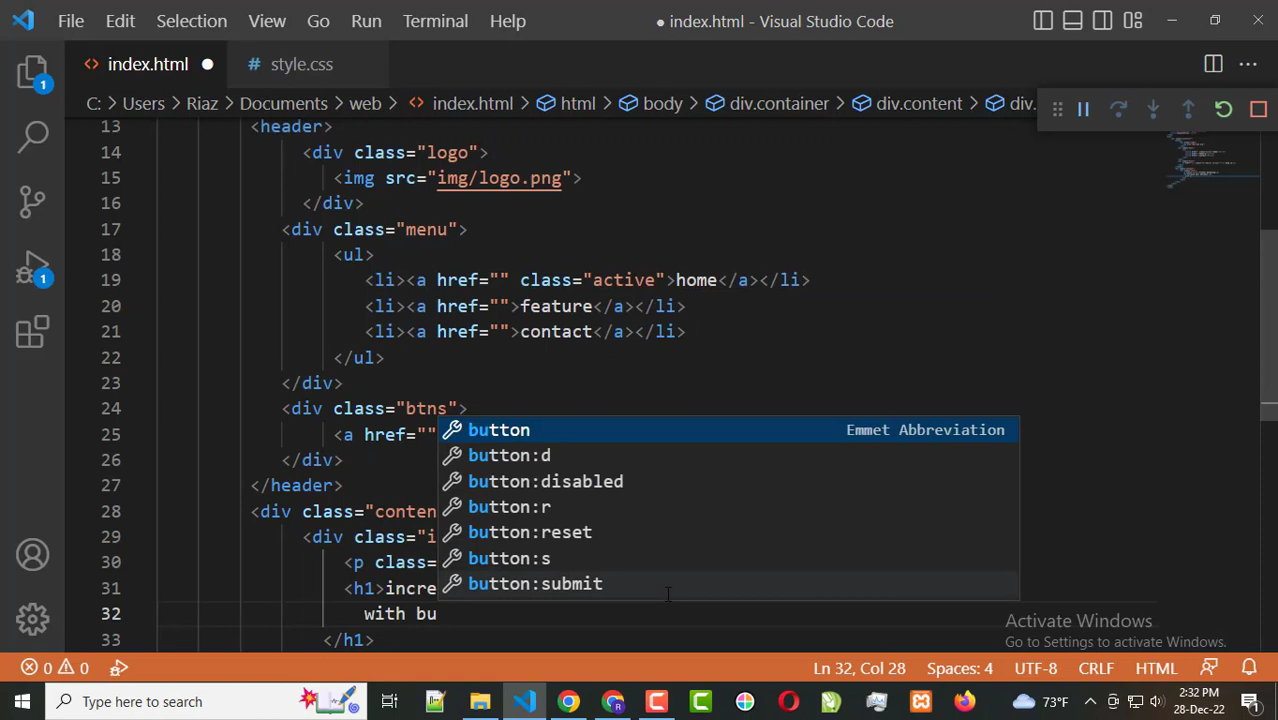 File Edit Selection View Go Run Terminal Help
● index.html - Visual Studio Code
<> index.html ●
# style.css
C: > Users > Riaz > Documents > web > <> index.html > html > body > div.container > div.content > div.
13 <header>
14 <div class="logo">
15 <img src="img/logo.png">
16 </div>
17 <div class="menu">
18 <ul>
19 <li><a href="" class="active">home</a></li>
20 <li><a href="">feature</a></li>
21 <li><a href="">contact</a></li>
22 </ul>
23 </div>
24 <div class="btns">
25 <a href=""
26 </div>
27 </header>
28 <div class="conten
29 <div class="i
30 <p class=
31 <h1>incre
32 with bu
33 </h1>
button Emmet Abbreviation
button:d
button:disabled
button:r
button:reset
button:s
button:submit
1
1
Activate Windows
Go to Settings to activate Windows.
0 0
Ln 32, Col 28 Spaces: 4 UTF-8 CRLF HTML
Type here to search
73°F
2:32 PM
28-Dec-22
1